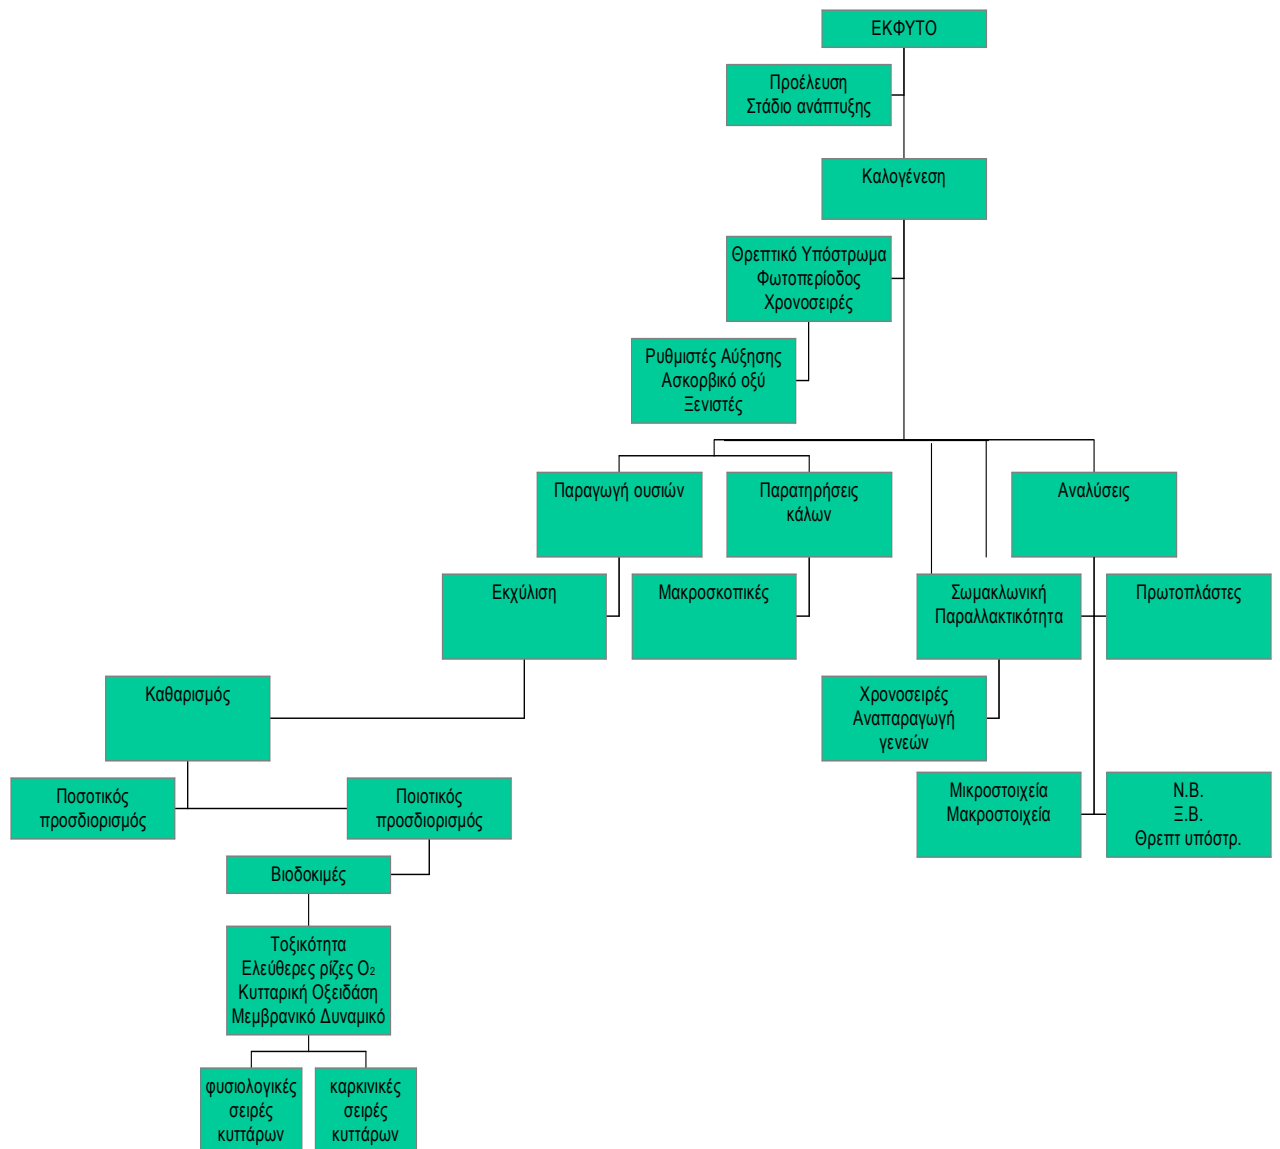 ΕΚΦΥΤΟ
Προέλευση
Στάδιο ανάπτυξης
Καλογένεση
Θρεπτικό Υπόστρωμα
Φωτοπερίοδος
Χρονοσειρές
Ρυθμιστές Αύξησης
Ασκορβικό οξύ
Ξενιστές
Παραγωγή ουσιών
Παρατηρήσεις
κάλων
Αναλύσεις
Εκχύλιση
Μακροσκοπικές
Σωμακλωνική
Παραλλακτικότητα
Πρωτοπλάστες
Καθαρισμός
Χρονοσειρές
Αναπαραγωγή
γενεών
Ποσοτικός
προσδιορισμός
Ποιοτικός
προσδιορισμός
Μικροστοιχεία
Μακροστοιχεία
Ν.Β.
Ξ.Β.
Θρεπτ υπόστρ.
Βιοδοκιμές
Τοξικότητα
Ελεύθερες ρίζες Ο₂
Κυτταρική Οξειδάση
Μεμβρανικό Δυναμικό
φυσιολογικές
σειρές
κυττάρων
καρκινικές
σειρές
κυττάρων